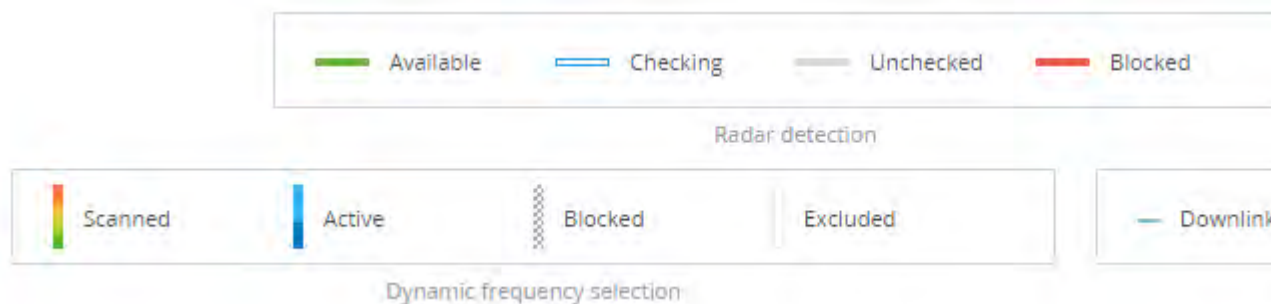 Available Checking Unchecked Blocked
Radar detection
Scanned Active Blocked Excluded Downlink
Dynamic frequency selection